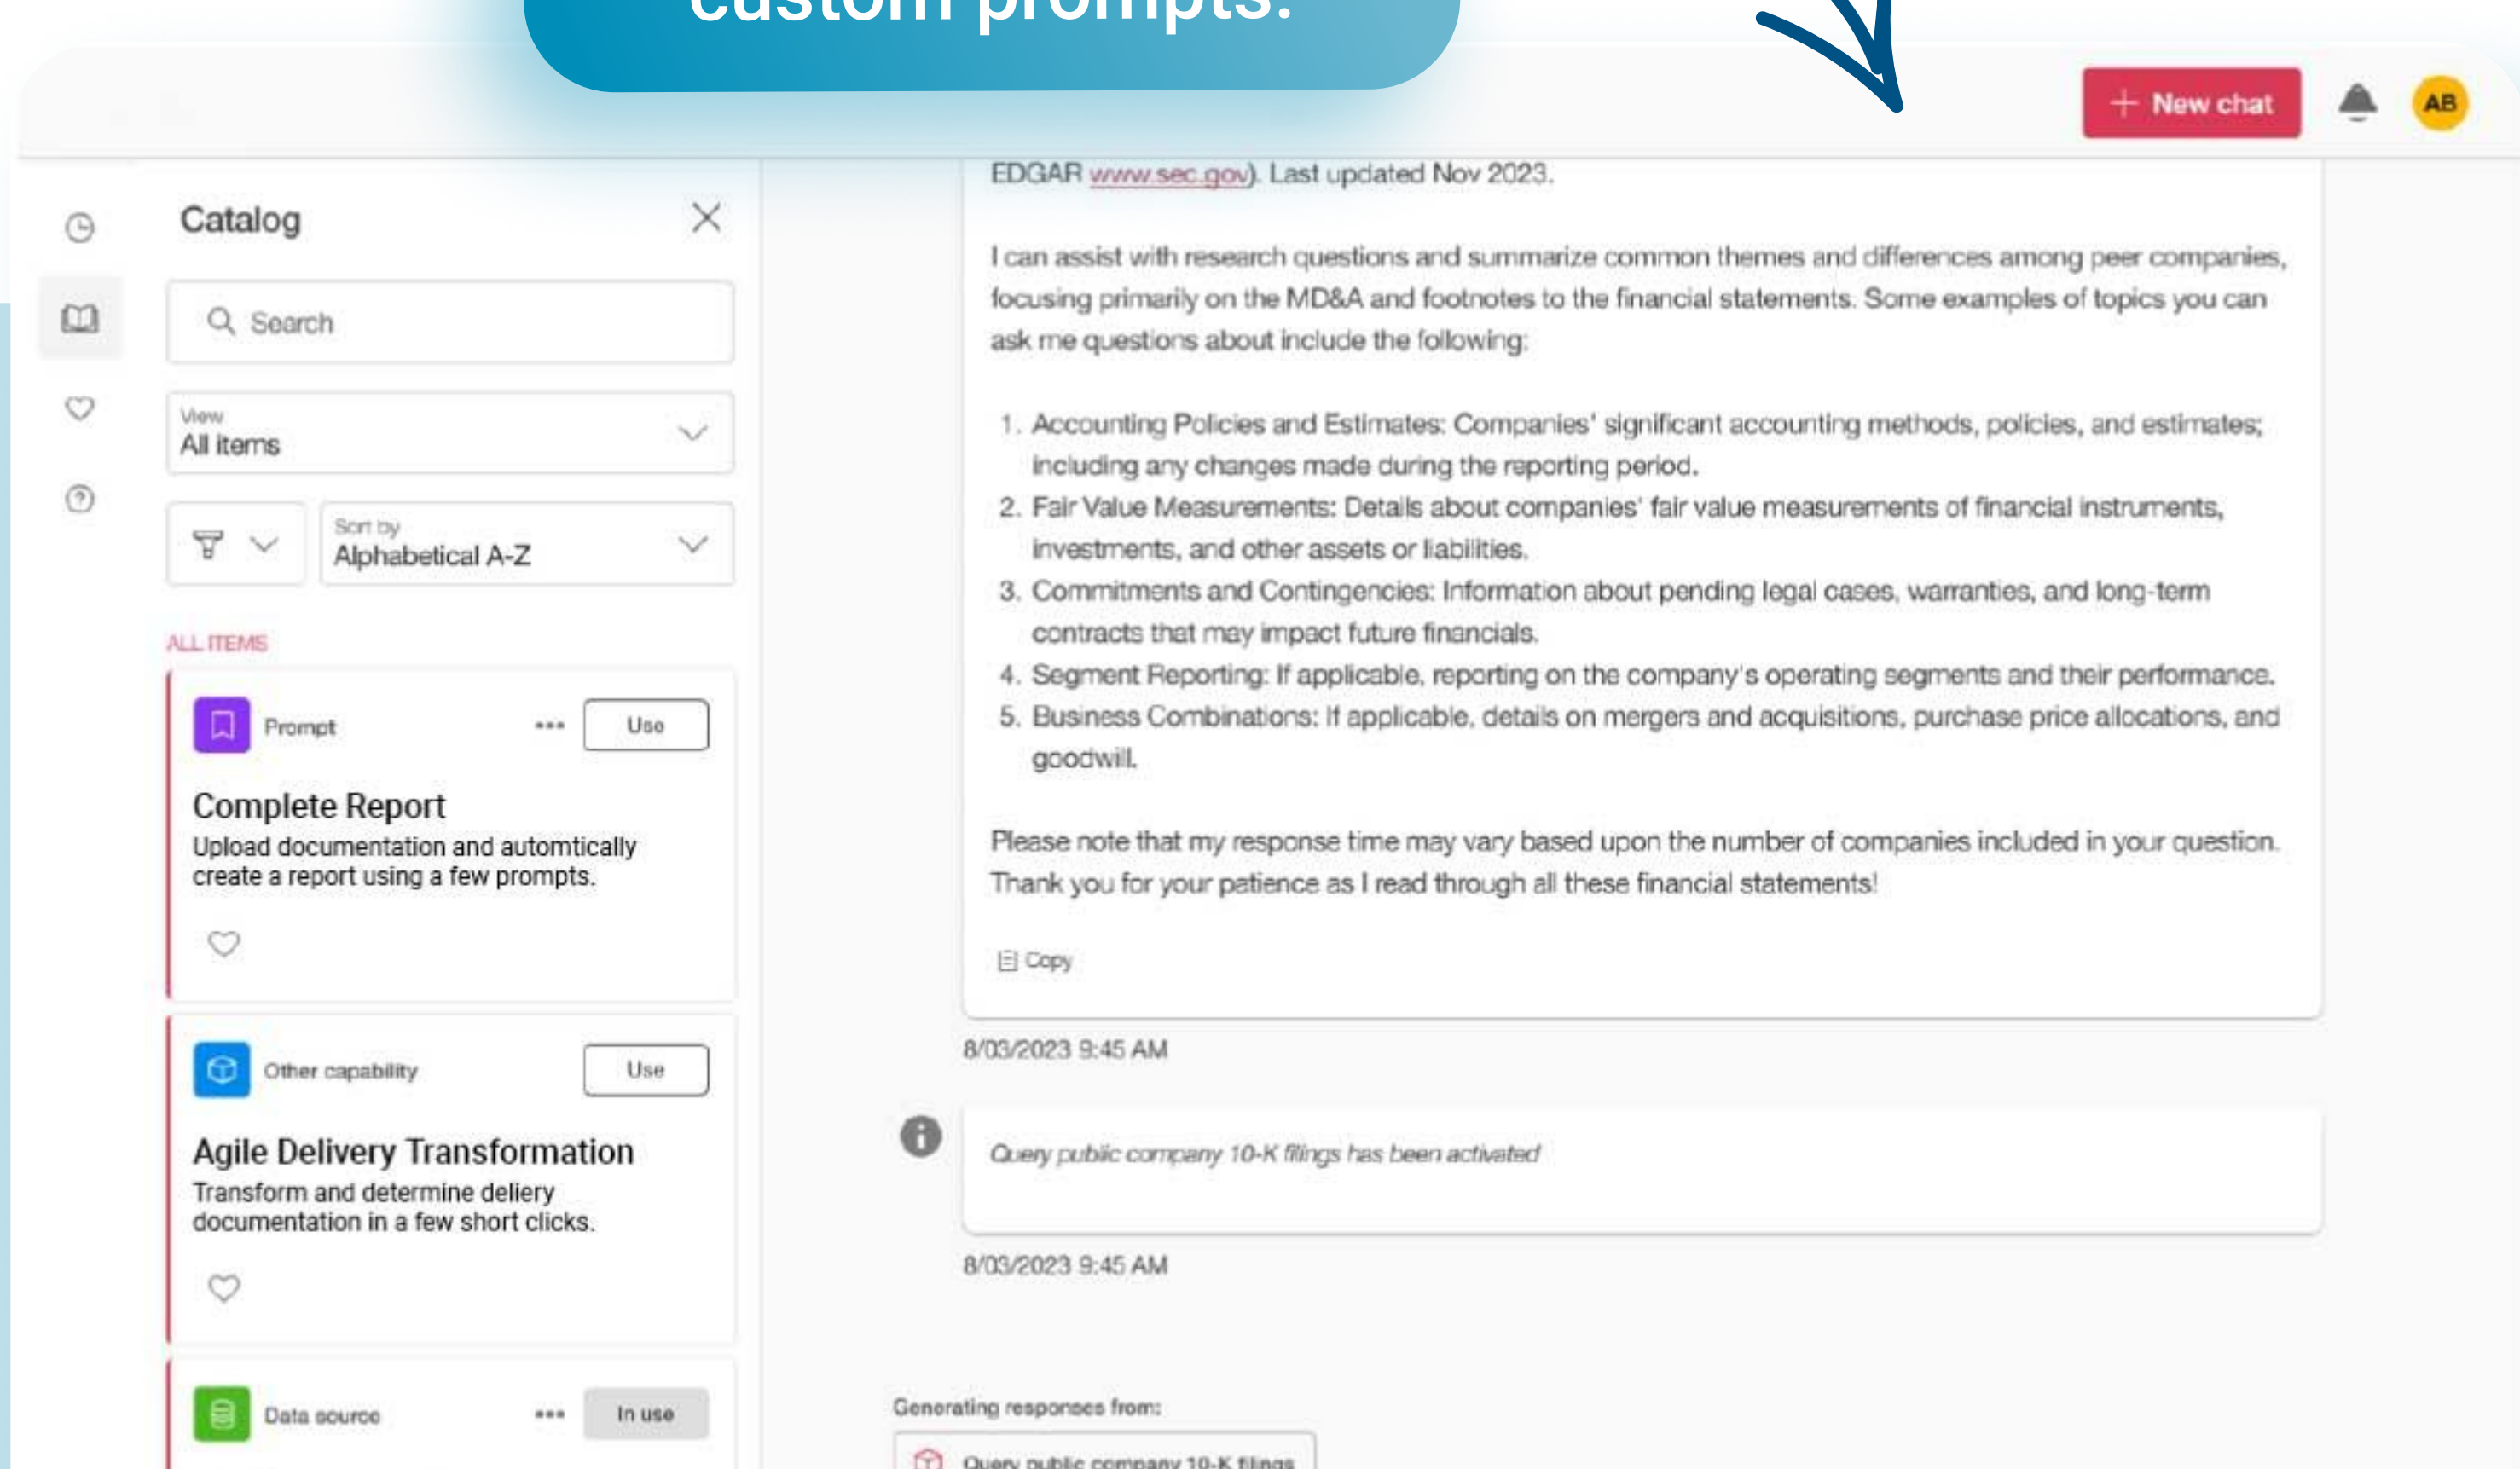 custom prompts.
+ New chat
AB
Catalog
Search
View
All items
Sort by
Alphabetical A-Z
ALL ITEMS
Prompt
... Use
Complete Report
Upload documentation and automtically
create a report using a few prompts.
Other capability
Use
Agile Delivery Transformation
Transform and determine deliery
documentation in a few short clicks.
Data source
... In use
EDGAR www.sec.gov). Last updated Nov 2023.
I can assist with research questions and summarize common themes and differences among peer companies,
focusing primarily on the MD&A and footnotes to the financial statements. Some examples of topics you can
ask me questions about include the following:
1. Accounting Policies and Estimates: Companies' significant accounting methods, policies, and estimates;
including any changes made during the reporting period.
2. Fair Value Measurements: Details about companies' fair value measurements of financial instruments,
investments, and other assets or liabilities.
3. Commitments and Contingencies: Information about pending legal cases, warranties, and long-term
contracts that may impact future financials.
4. Segment Reporting: If applicable, reporting on the company's operating segments and their performance.
5. Business Combinations: If applicable, details on mergers and acquisitions, purchase price allocations, and
goodwill.
Please note that my response time may vary based upon the number of companies included in your question.
Thank you for your patience as I read through all these financial statements!
Copy
8/03/2023 9:45 AM
Query public company 10-K filings has been activated
8/03/2023 9:45 AM
Generating responses from:
Query public company 10-K filings